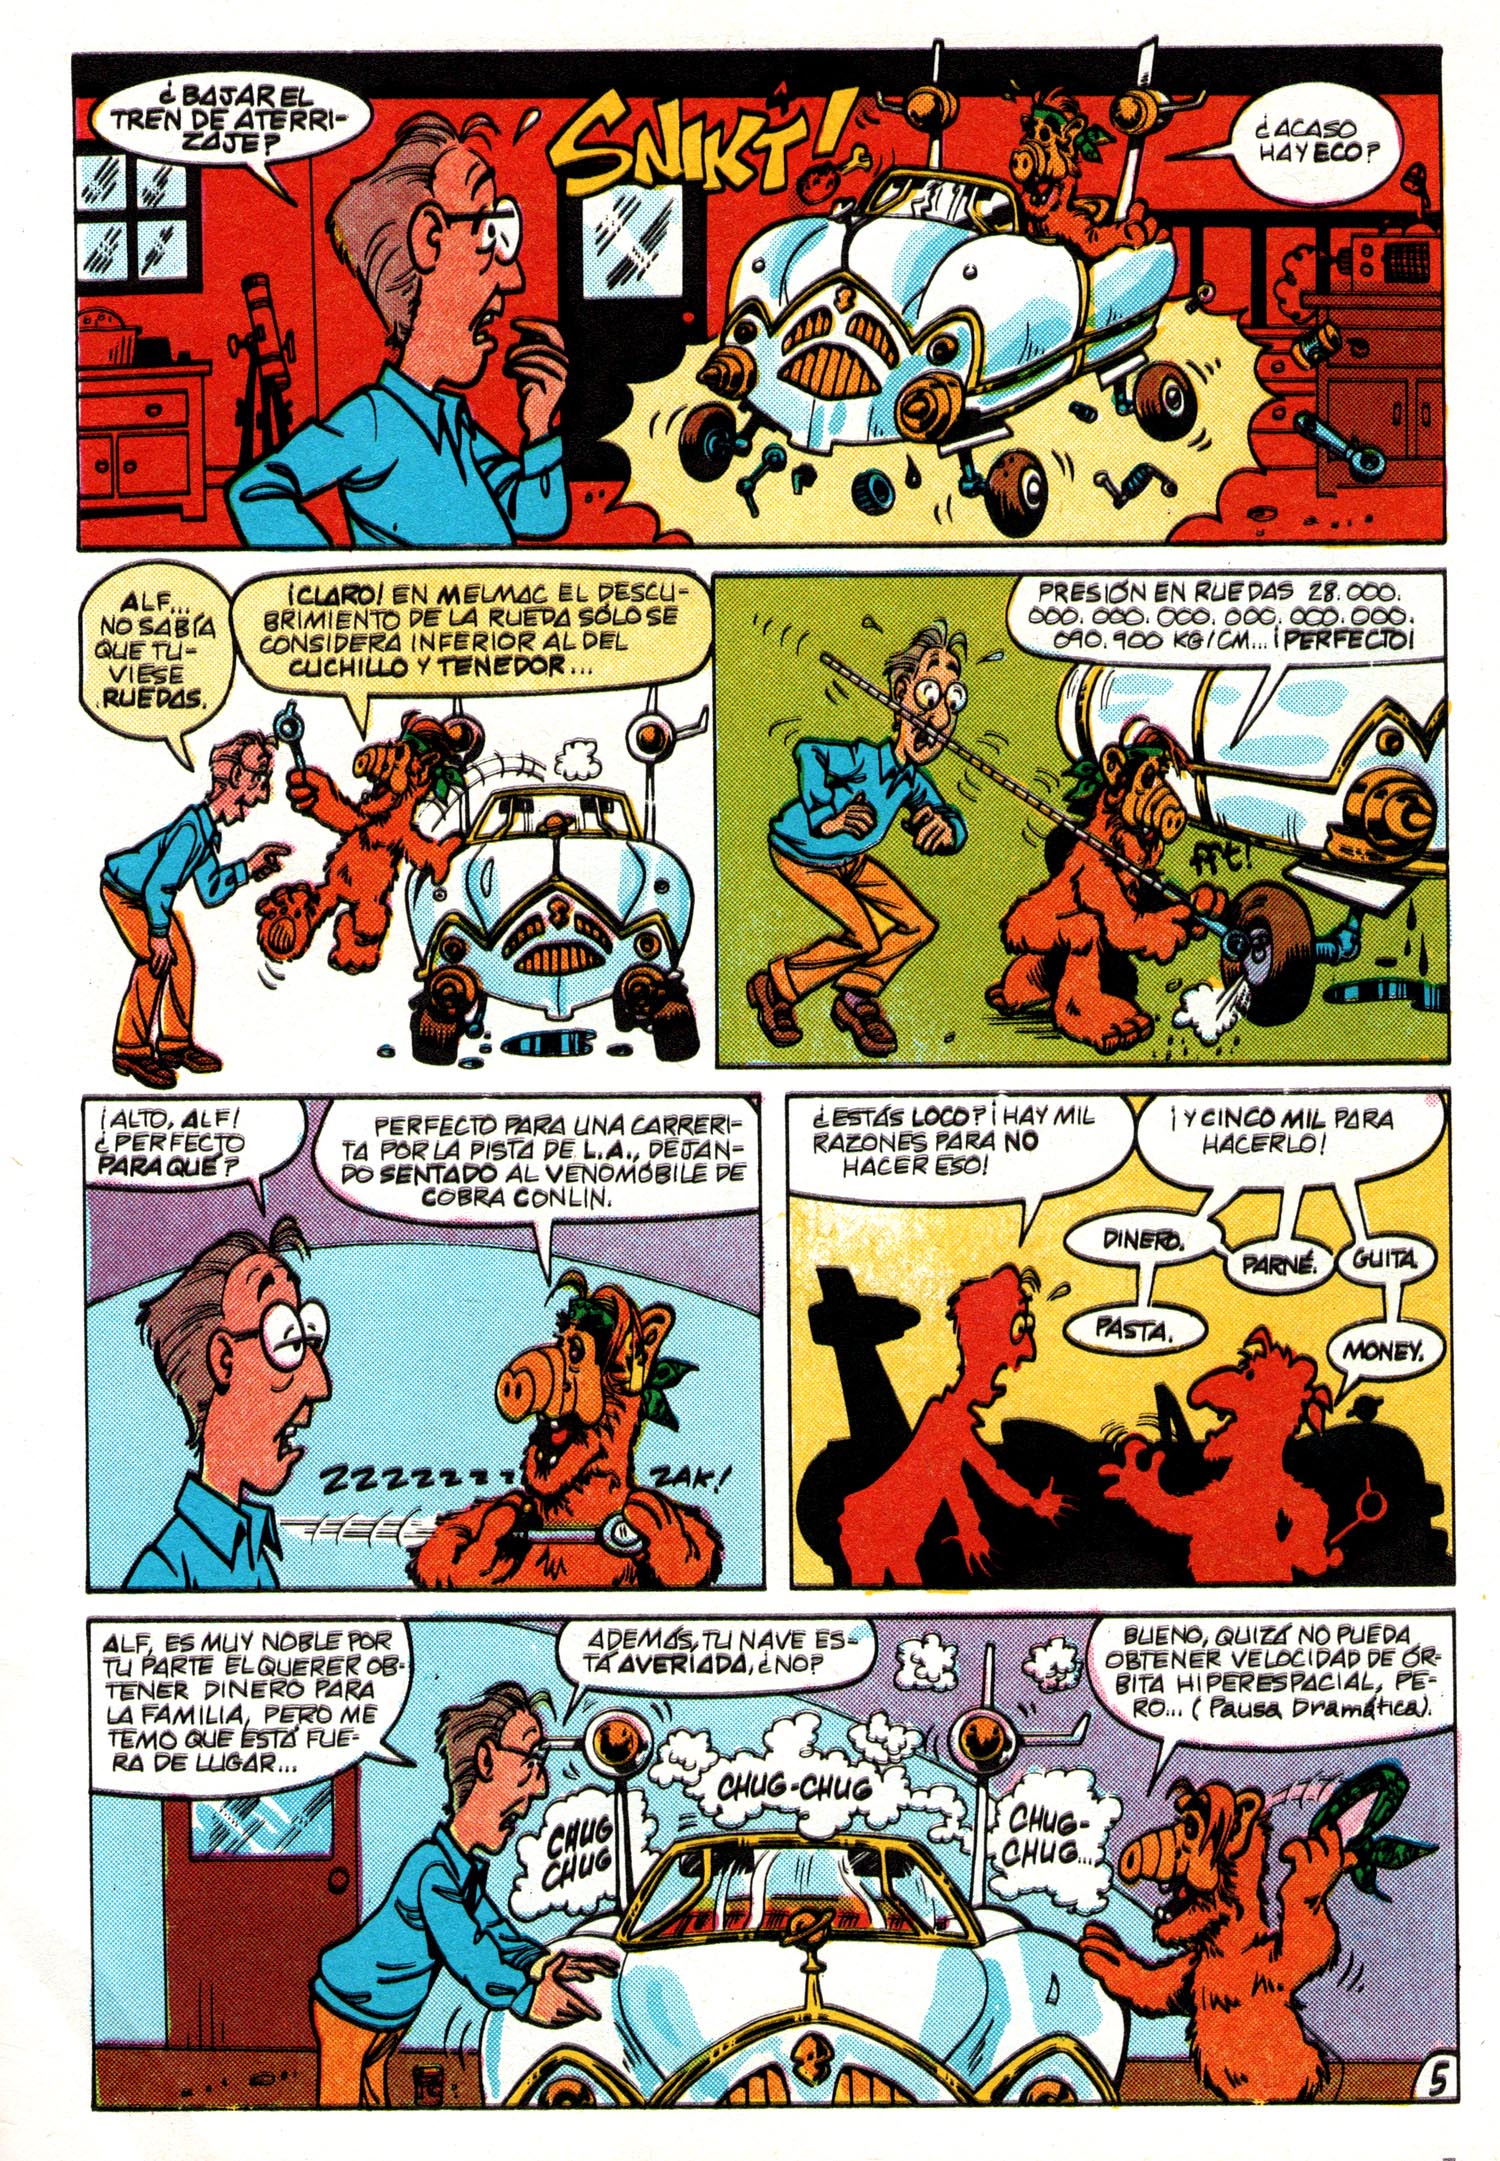 ¿BAJAR EL
TREN DE ATERRI-
ZAJE?
SNIKT!
¿ACASO
HAY ECO?
ALF...
NO SABÍA
QUE TU-
VIESE
RUEDAS.
¡CLARO! EN MELMAC EL DESCU-
BRIMIENTO DE LA RUEDA SÓLO SE
CONSIDERA INFERIOR AL DEL
CUCHILLO Y TENEDOR...
PRESIÓN EN RUEDAS 28.000.
000.000.000.000.000.000.
090.900 KG/CM... ¡PERFECTO!
fft!
¡ALTO, ALF!
¿PERFECTO
PARA QUÉ?
PERFECTO PARA UNA CARRERI-
TA POR LA PISTA DE L.A., DEJAN-
DO SENTADO AL VENOMÓBILE DE
COBRA CONLIN.
ZZZZZZZZ
ZAK!
¿ESTÁS LOCO? ¡HAY MIL
RAZONES PARA NO
HACER ESO!
¡Y CINCO MIL PARA
HACERLO!
DINERO.
PASTA.
PARNÉ.
GUITA.
MONEY.
ALF, ES MUY NOBLE POR
TU PARTE EL QUERER OB-
TENER DINERO PARA
LA FAMILIA, PERO ME
TEMO QUE ESTÁ FUE-
RA DE LUGAR...
ADEMÁS, TU NAVE ES-
TÁ AVERIADA, ¿NO?
BUENO, QUIZÁ NO PUEDA
OBTENER VELOCIDAD DE ÓR-
BITA HIPERESPACIAL, PE-
RO... (Pausa Dramática).
CHUG
CHUG
CHUG-CHUG
CHUG-
CHUG...
5